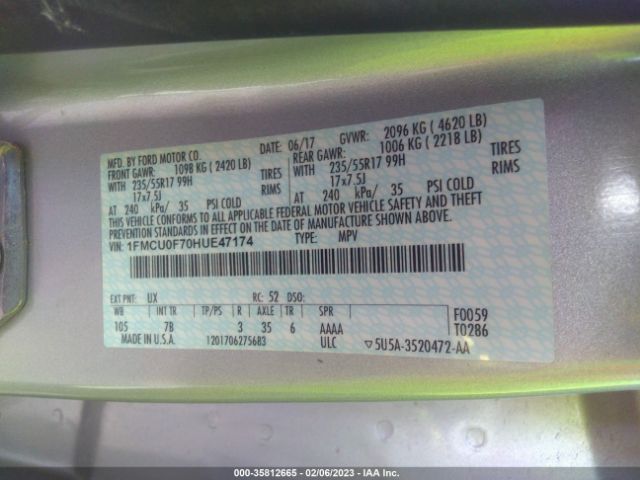 MFD. BY FORD MOTOR CO.
DATE: 06/17 GVWR: 2096 KG ( 4620 LB)
FRONT GAWR: 1098 KG ( 2420 LB)
REAR GAWR: 1006 KG ( 2218 LB)
WITH 235/55R17 99H TIRES
WITH 235/55R17 99H TIRES
17x7.5J RIMS
17x7.5J RIMS
AT 240 kPa/ 35 PSI COLD
AT 240 kPa/ 35 PSI COLD
THIS VEHICLE CONFORMS TO ALL APPLICABLE FEDERAL MOTOR VEHICLE SAFETY AND THEFT
PREVENTION STANDARDS IN EFFECT ON THE DATE OF MANUFACTURE SHOWN ABOVE.
VIN: 1FMCU0F70HUE47174 TYPE: MPV
EXT PNT: UX RC: 52 DSO:
WB INT TR TP/PS R AXLE TR SPR F0059
105 7B 3 35 6 AAAA T0286
MADE IN U.S.A. 1201706275683 ULC ▽5U5A-3520472-AA
000-35812665 - 02/06/2023 - IAA Inc.